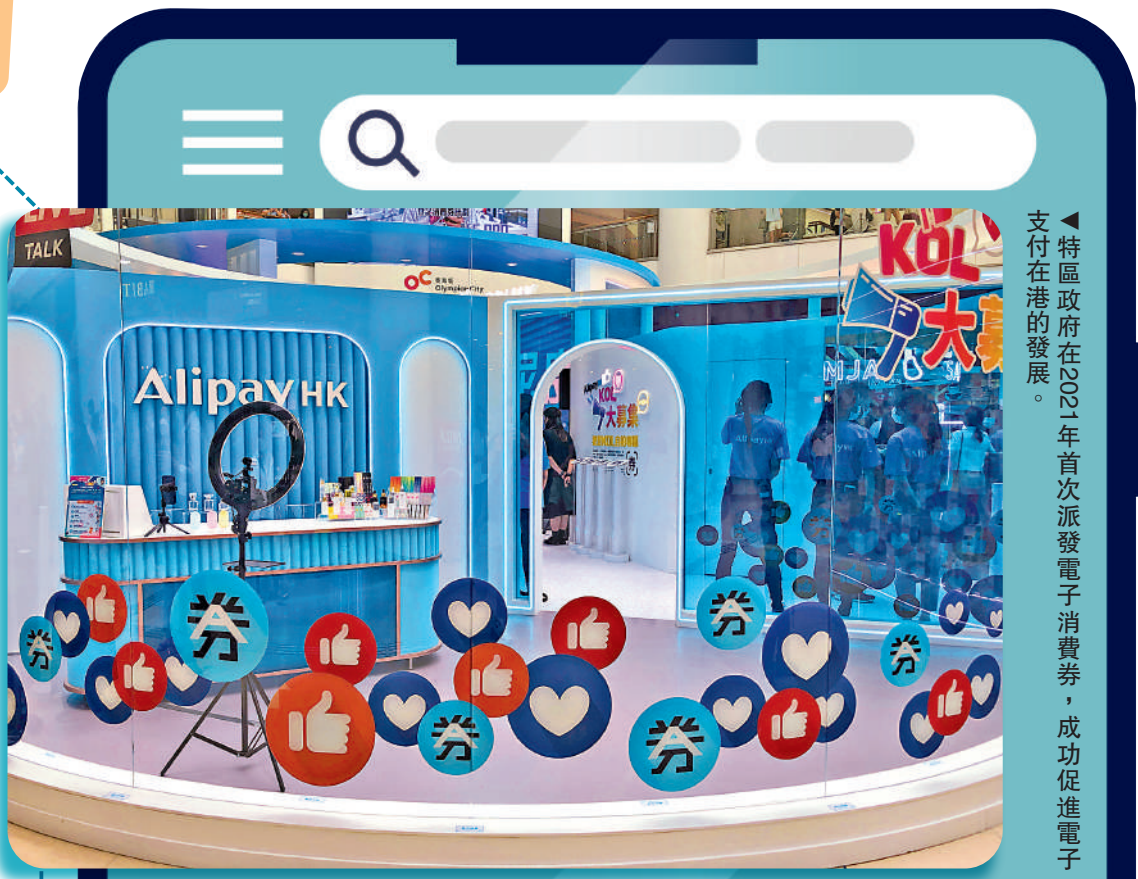 TALK
Olympian City
AlipayHK
KOL
大募
KOL
大募集
AlipayHK
券
券
券
券
券
券
◀特區政府在2021年首次派發電子消費券，成功促進電子
支付在港的發展。